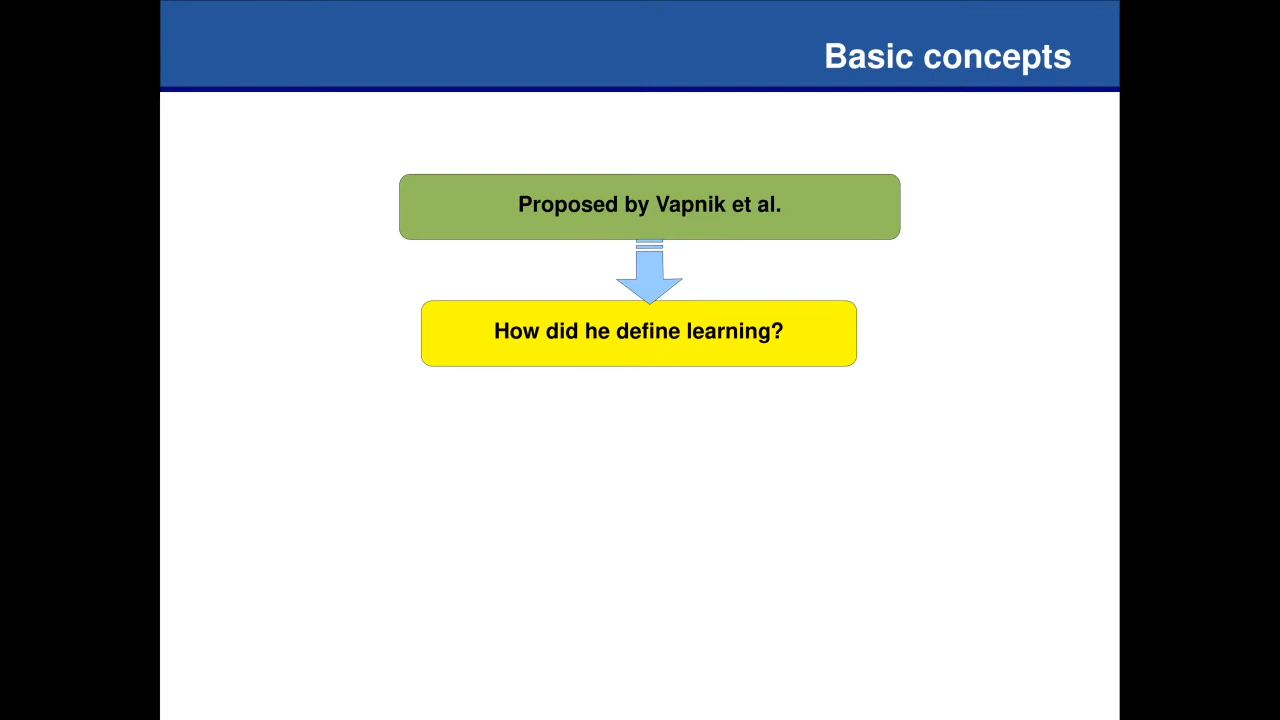 Basic concepts
Proposed by Vapnik et al.
How did he define learning?